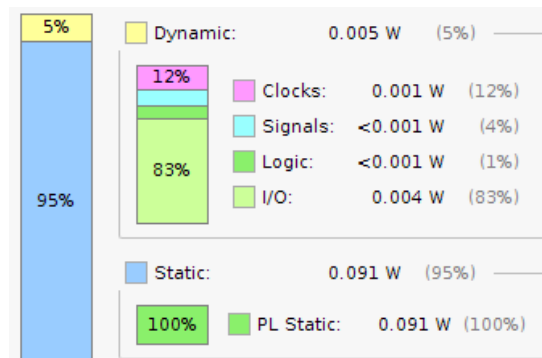 5% Dynamic: 0.005 W (5%)
12% Clocks: 0.001 W (12%)
Signals: <0.001 W (4%)
83% Logic: <0.001 W (1%)
I/O: 0.004 W (83%)
95%
Static: 0.091 W (95%)
100% PL Static: 0.091 W (100%)